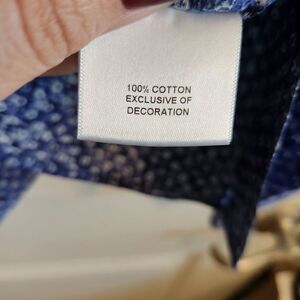 100% COTTON
EXCLUSIVE OF
DECORATION